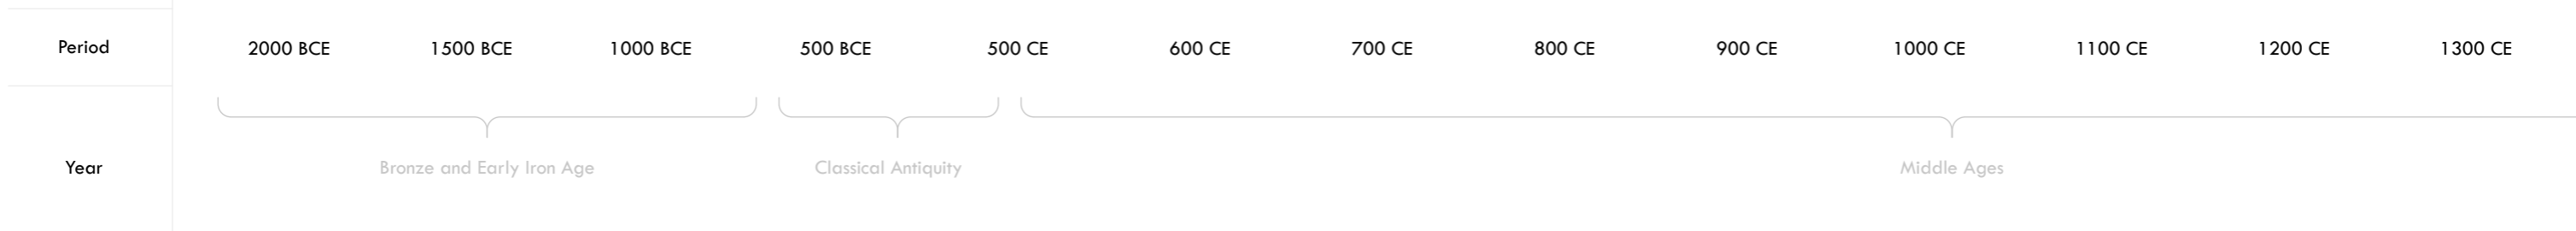 Period 2000 BCE 1500 BCE 1000 BCE 500 BCE 500 CE 600 CE 700 CE 800 CE 900 CE 1000 CE 1100 CE 1200 CE 1300 CE
Year Bronze and Early Iron Age Classical Antiquity Middle Ages